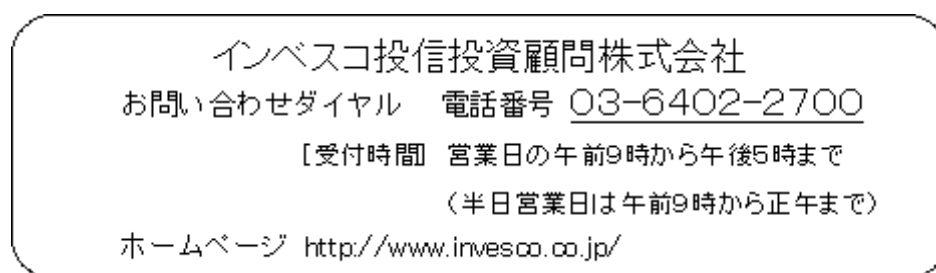 インベスコ投信投資顧問株式会社
お問い合わせダイヤル 電話番号 03-6402-2700
[受付時間] 営業日の午前9時から午後5時まで
(半日営業日は午前9時から正午まで)
ホームページ http://www.invesco.co.jp/